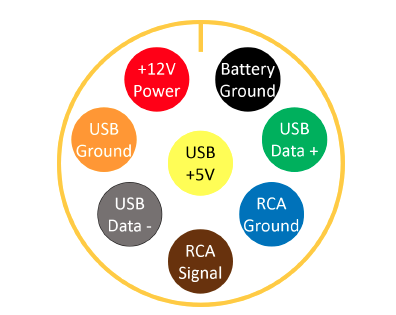 +12V
Power
Battery
Ground
USB
Ground
USB
Data +
USB
+5V
USB
Data -
RCA
Ground
RCA
Signal